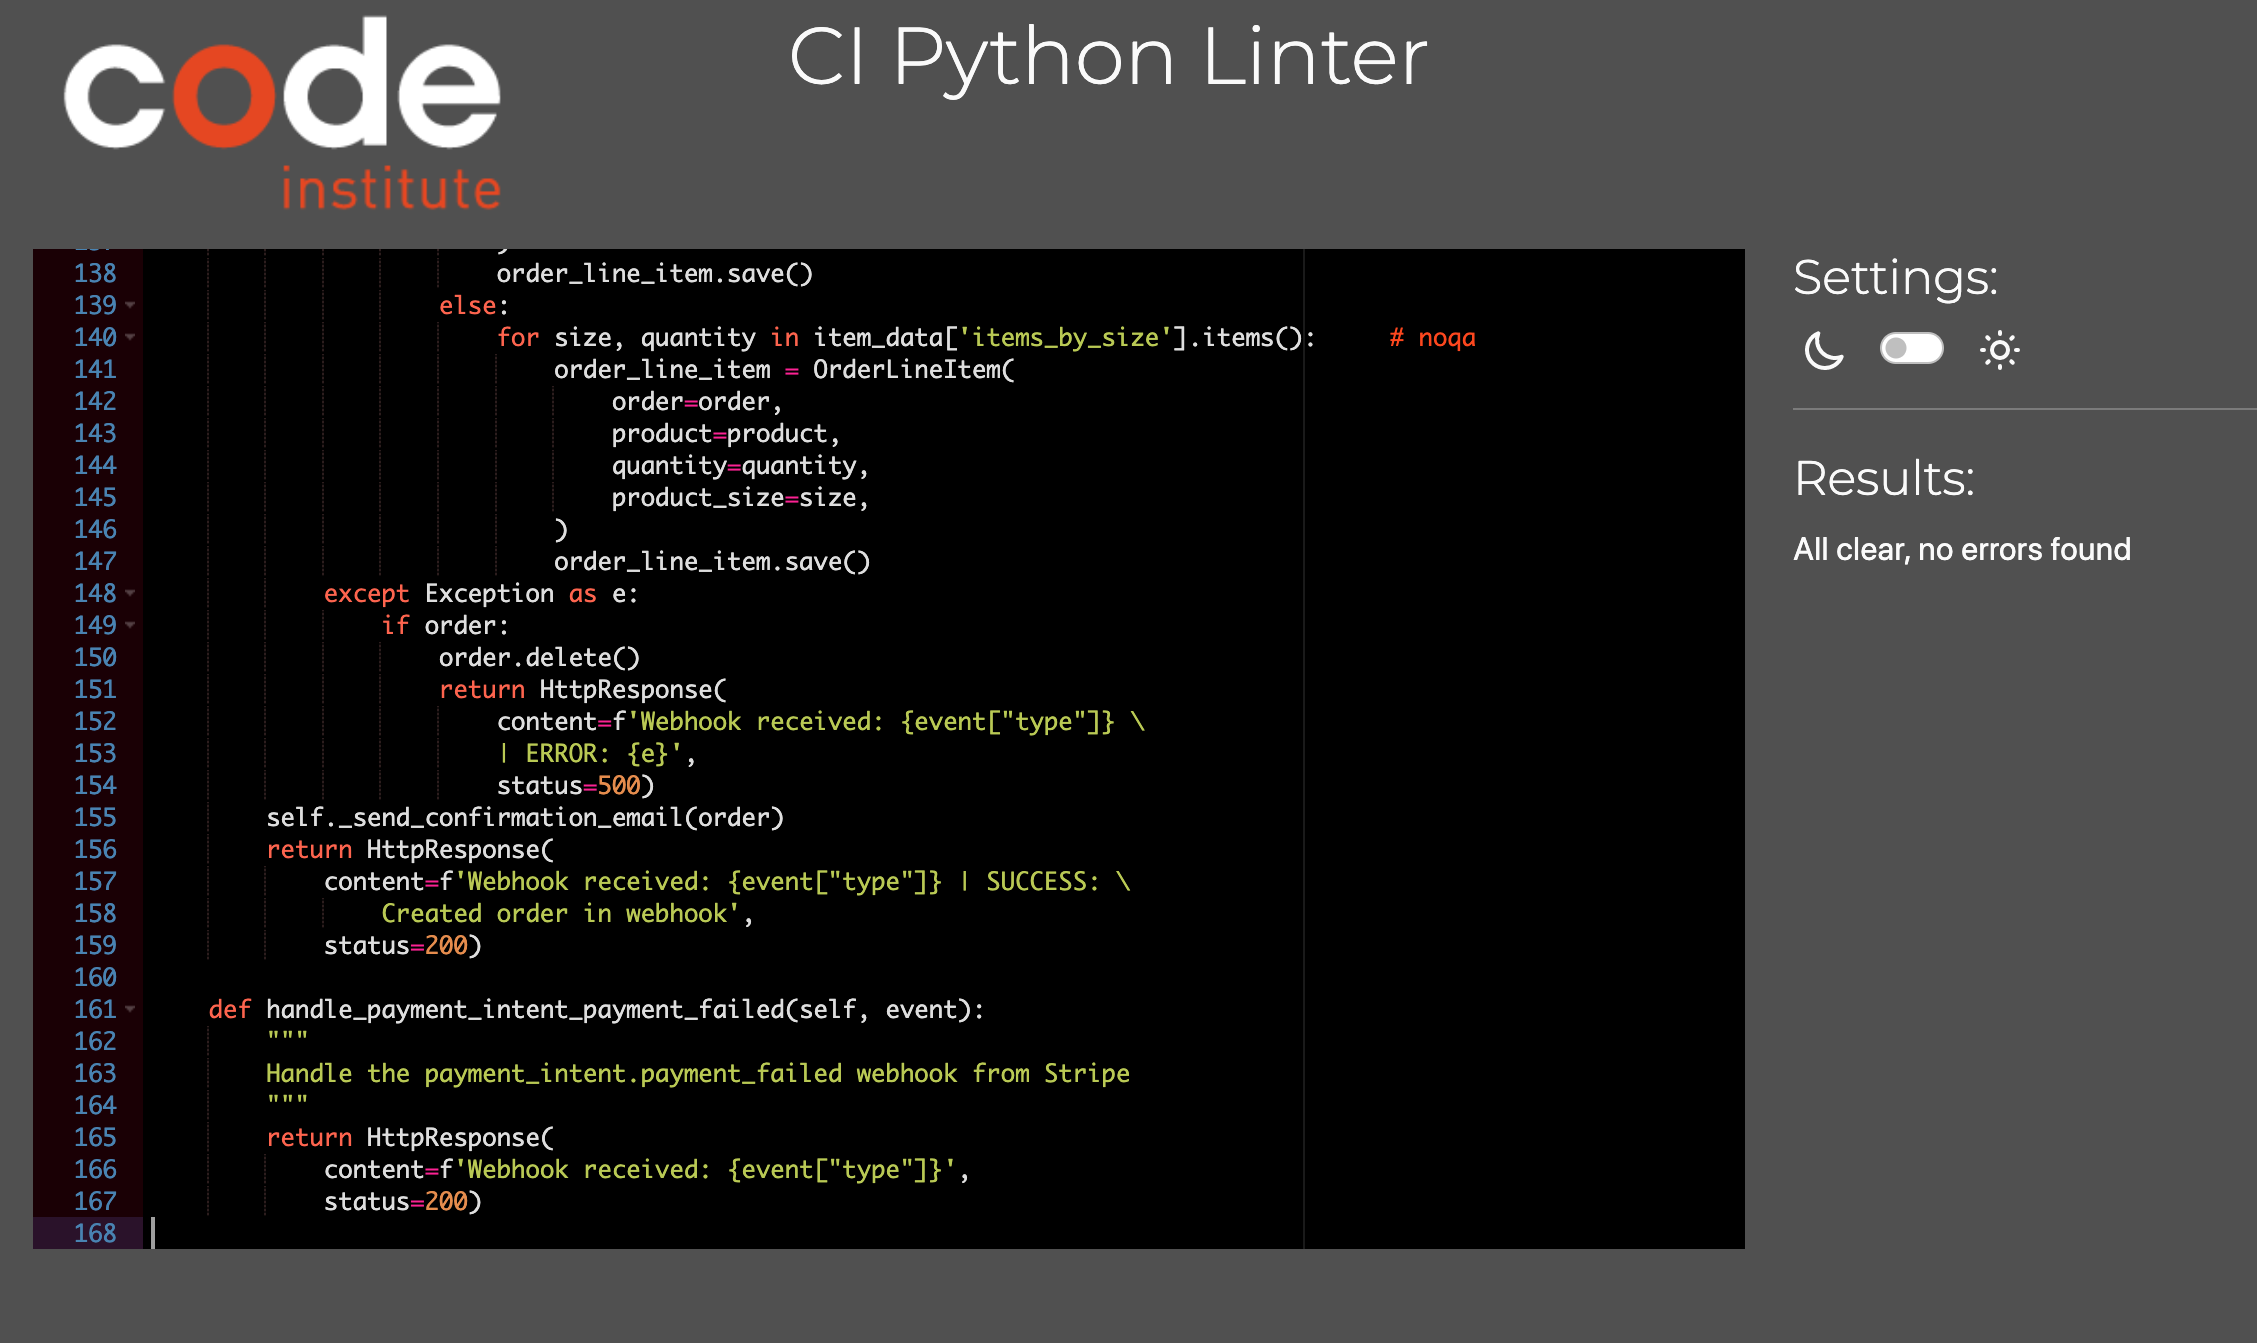 code
institute
CI Python Linter
138 order_line_item.save()
139 else:
140 for size, quantity in item_data['items_by_size'].items():     # noqa
141 order_line_item = OrderLineItem(
142 order=order,
143 product=product,
144 quantity=quantity,
145 product_size=size,
146 )
147 order_line_item.save()
148 except Exception as e:
149 if order:
150 order.delete()
151 return HttpResponse(
152 content=f'Webhook received: {event["type"]} \
153 | ERROR: {e}',
154 status=500)
155 self._send_confirmation_email(order)
156 return HttpResponse(
157 content=f'Webhook received: {event["type"]} | SUCCESS: \
158 Created order in webhook',
159 status=200)
160
161 def handle_payment_intent_payment_failed(self, event):
162 """
163 Handle the payment_intent.payment_failed webhook from Stripe
164 """
165 return HttpResponse(
166 content=f'Webhook received: {event["type"]}',
167 status=200)
168
Settings:
Results:
All clear, no errors found